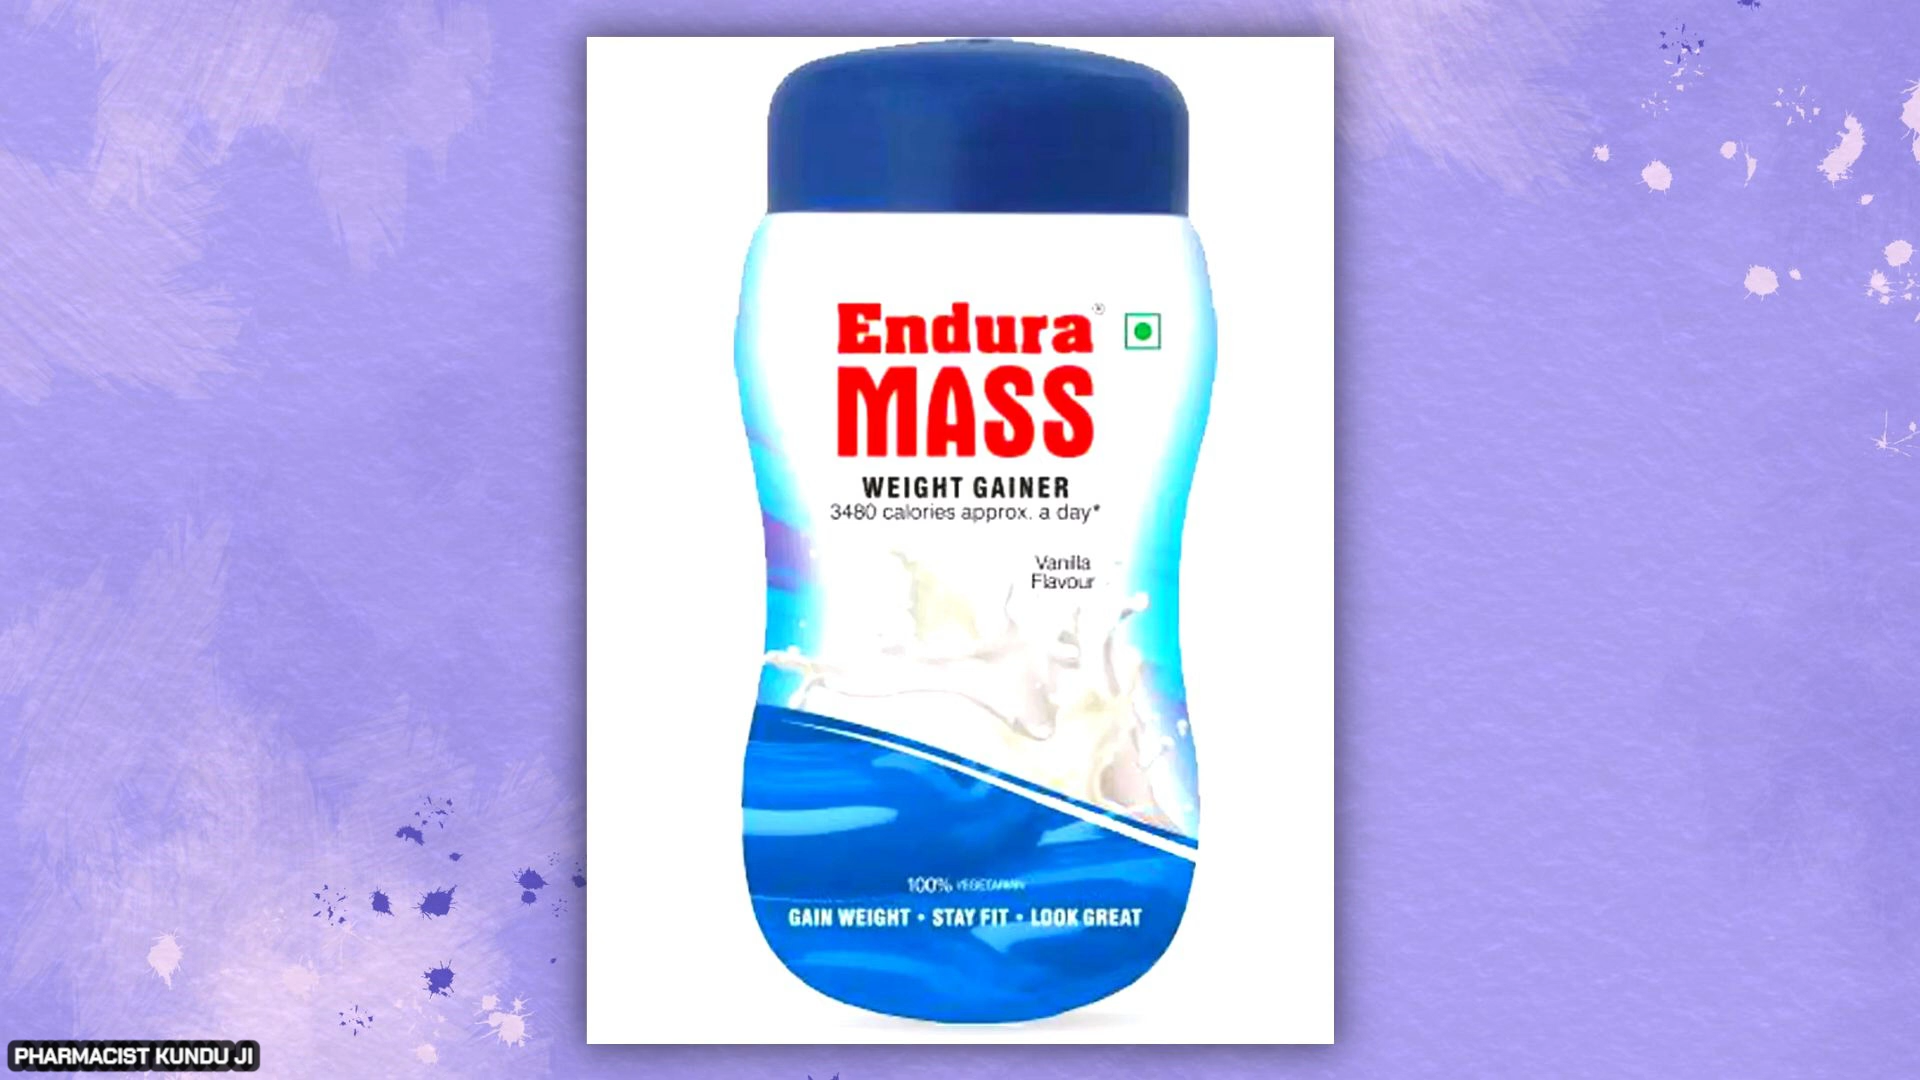 Endura®
MASS
WEIGHT GAINER
3480 calories approx. a day*
Vanilla
Flavour
100% VEGETARIAN
GAIN WEIGHT • STAY FIT • LOOK GREAT
PHARMACIST KUNDU JI